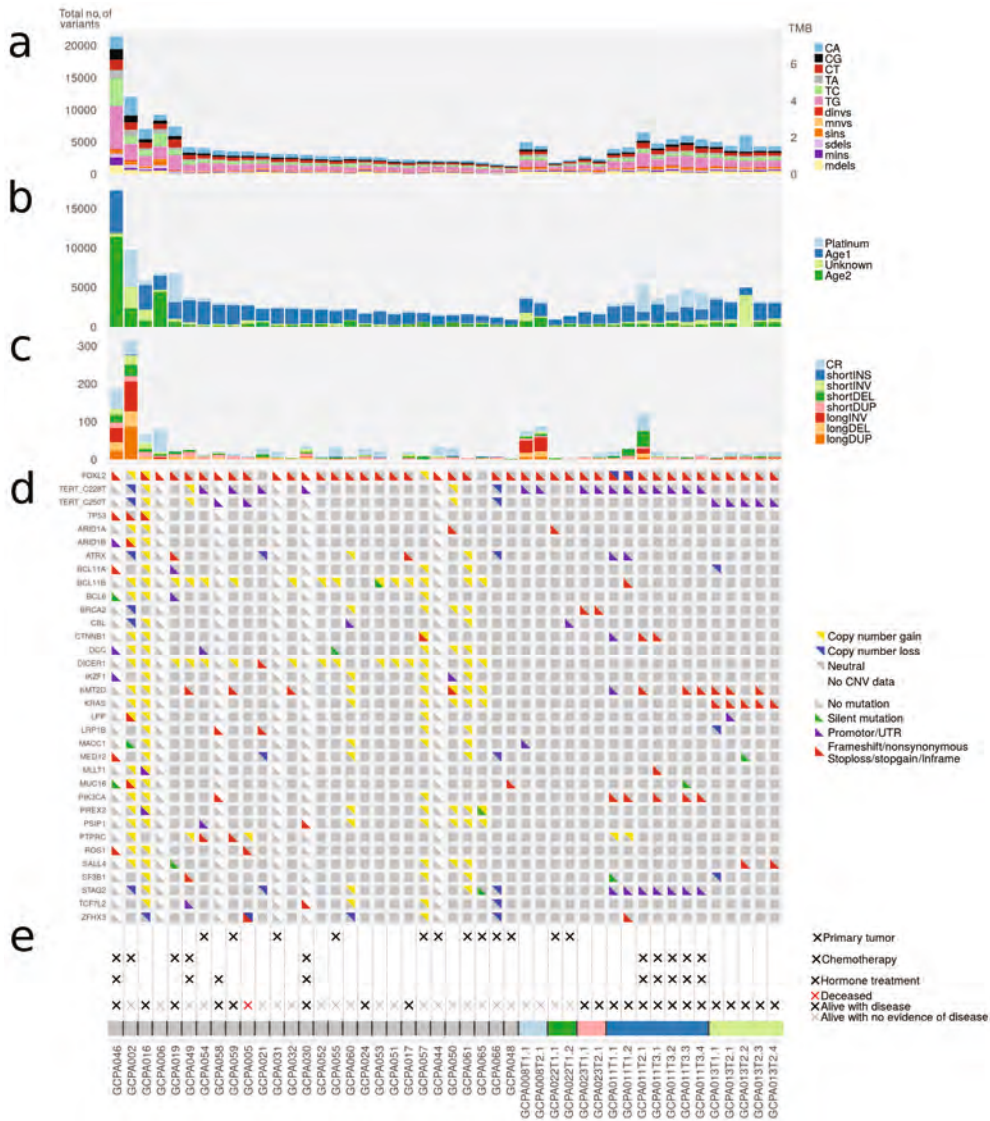 Total no. of
variants
TMB
a
20000
15000
10000
5000
0
6
4
2
0
CA
CG
CT
TA
TC
TG
dinvs
mnvs
sins
sdels
mins
mdels
b
15000
10000
5000
0
Platinum
Age1
Unknown
Age2
c
300
200
100
0
CR
shortINS
shortINV
shortDEL
shortDUP
longINV
longDEL
longDUP
d
FOXL2
TERT_C228T
TERT_C250T
TP53
ARID1A
ARID1B
ATRX
BCL11A
BCL11B
BCL6
BRCA2
CBL
CTNNB1
DCC
DICER1
IKZF1
KMT2D
KRAS
LPP
LRP1B
MACC1
MED12
MLLT1
MUC16
PIK3CA
PREX2
PSIP1
PTPRC
ROS1
SALL4
SF3B1
STAG2
TCF7L2
ZFHX3
Copy number gain
Copy number loss
Neutral
No CNV data
No mutation
Silent mutation
Promotor/UTR
Frameshift/nonsynonymous
Stoploss/stopgain/Inframe
e
Primary tumor
Chemotherapy
Hormone treatment
Deceased
Alive with disease
Alive with no evidence of disease
GCPA046
GCPA002
GCPA016
GCPA006
GCPA019
GCPA049
GCPA054
GCPA058
GCPA059
GCPA005
GCPA021
GCPA031
GCPA032
GCPA030
GCPA052
GCPA055
GCPA060
GCPA024
GCPA053
GCPA051
GCPA017
GCPA057
GCPA044
GCPA050
GCPA061
GCPA065
GCPA066
GCPA048
GCPA008T1.1
GCPA008T2.1
GCPA022T1.1
GCPA022T1.2
GCPA023T1.1
GCPA023T2.1
GCPA011T1.1
GCPA011T1.2
GCPA011T2.1
GCPA011T3.1
GCPA011T3.2
GCPA011T3.3
GCPA011T3.4
GCPA013T1.1
GCPA013T2.1
GCPA013T2.2
GCPA013T2.3
GCPA013T2.4